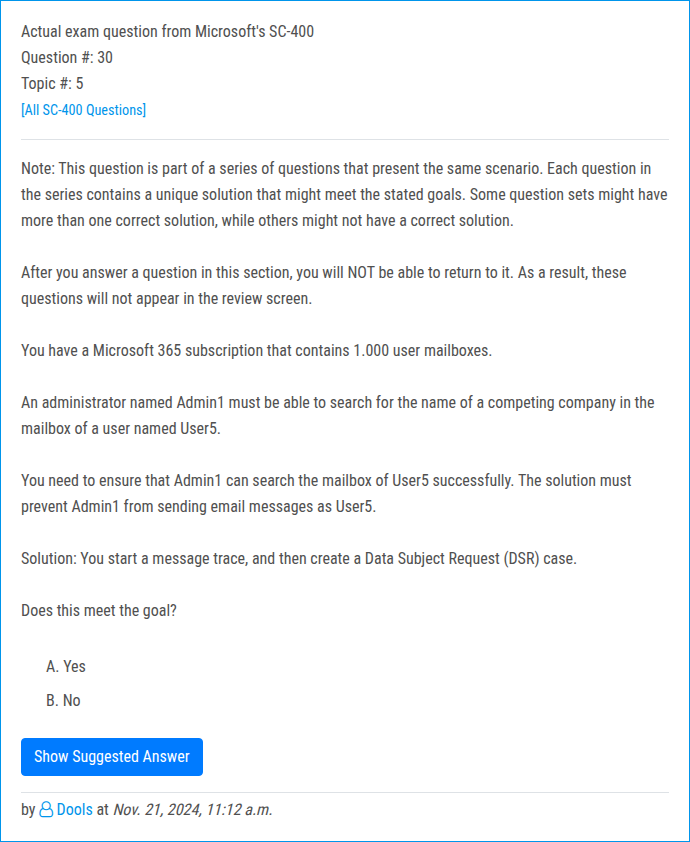 Actual exam question from Microsoft's SC-400
Question #: 30
Topic #: 5
[All SC-400 Questions]
Note: This question is part of a series of questions that present the same scenario. Each question in
the series contains a unique solution that might meet the stated goals. Some question sets might have
more than one correct solution, while others might not have a correct solution.
After you answer a question in this section, you will NOT be able to return to it. As a result, these
questions will not appear in the review screen.
You have a Microsoft 365 subscription that contains 1.000 user mailboxes.
An administrator named Admin1 must be able to search for the name of a competing company in the
mailbox of a user named User5.
You need to ensure that Admin1 can search the mailbox of User5 successfully. The solution must
prevent Admin1 from sending email messages as User5.
Solution: You start a message trace, and then create a Data Subject Request (DSR) case.
Does this meet the goal?
A. Yes
B. No
Show Suggested Answer
by Dools at Nov. 21, 2024, 11:12 a.m.